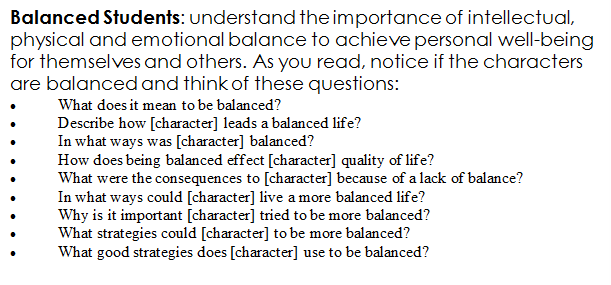 Balanced Students: understand the importance of intellectual,
physical and emotional balance to achieve personal well-being
for themselves and others. As you read, notice if the characters
are balanced and think of these questions:
• What does it mean to be balanced?
• Describe how [character] leads a balanced life?
• In what ways was [character] balanced?
• How does being balanced effect [character] quality of life?
• What were the consequences to [character] because of a lack of balance?
• In what ways could [character] live a more balanced life?
• Why is it important [character] tried to be more balanced?
• What strategies could [character] to be more balanced?
• What good strategies does [character] use to be balanced?